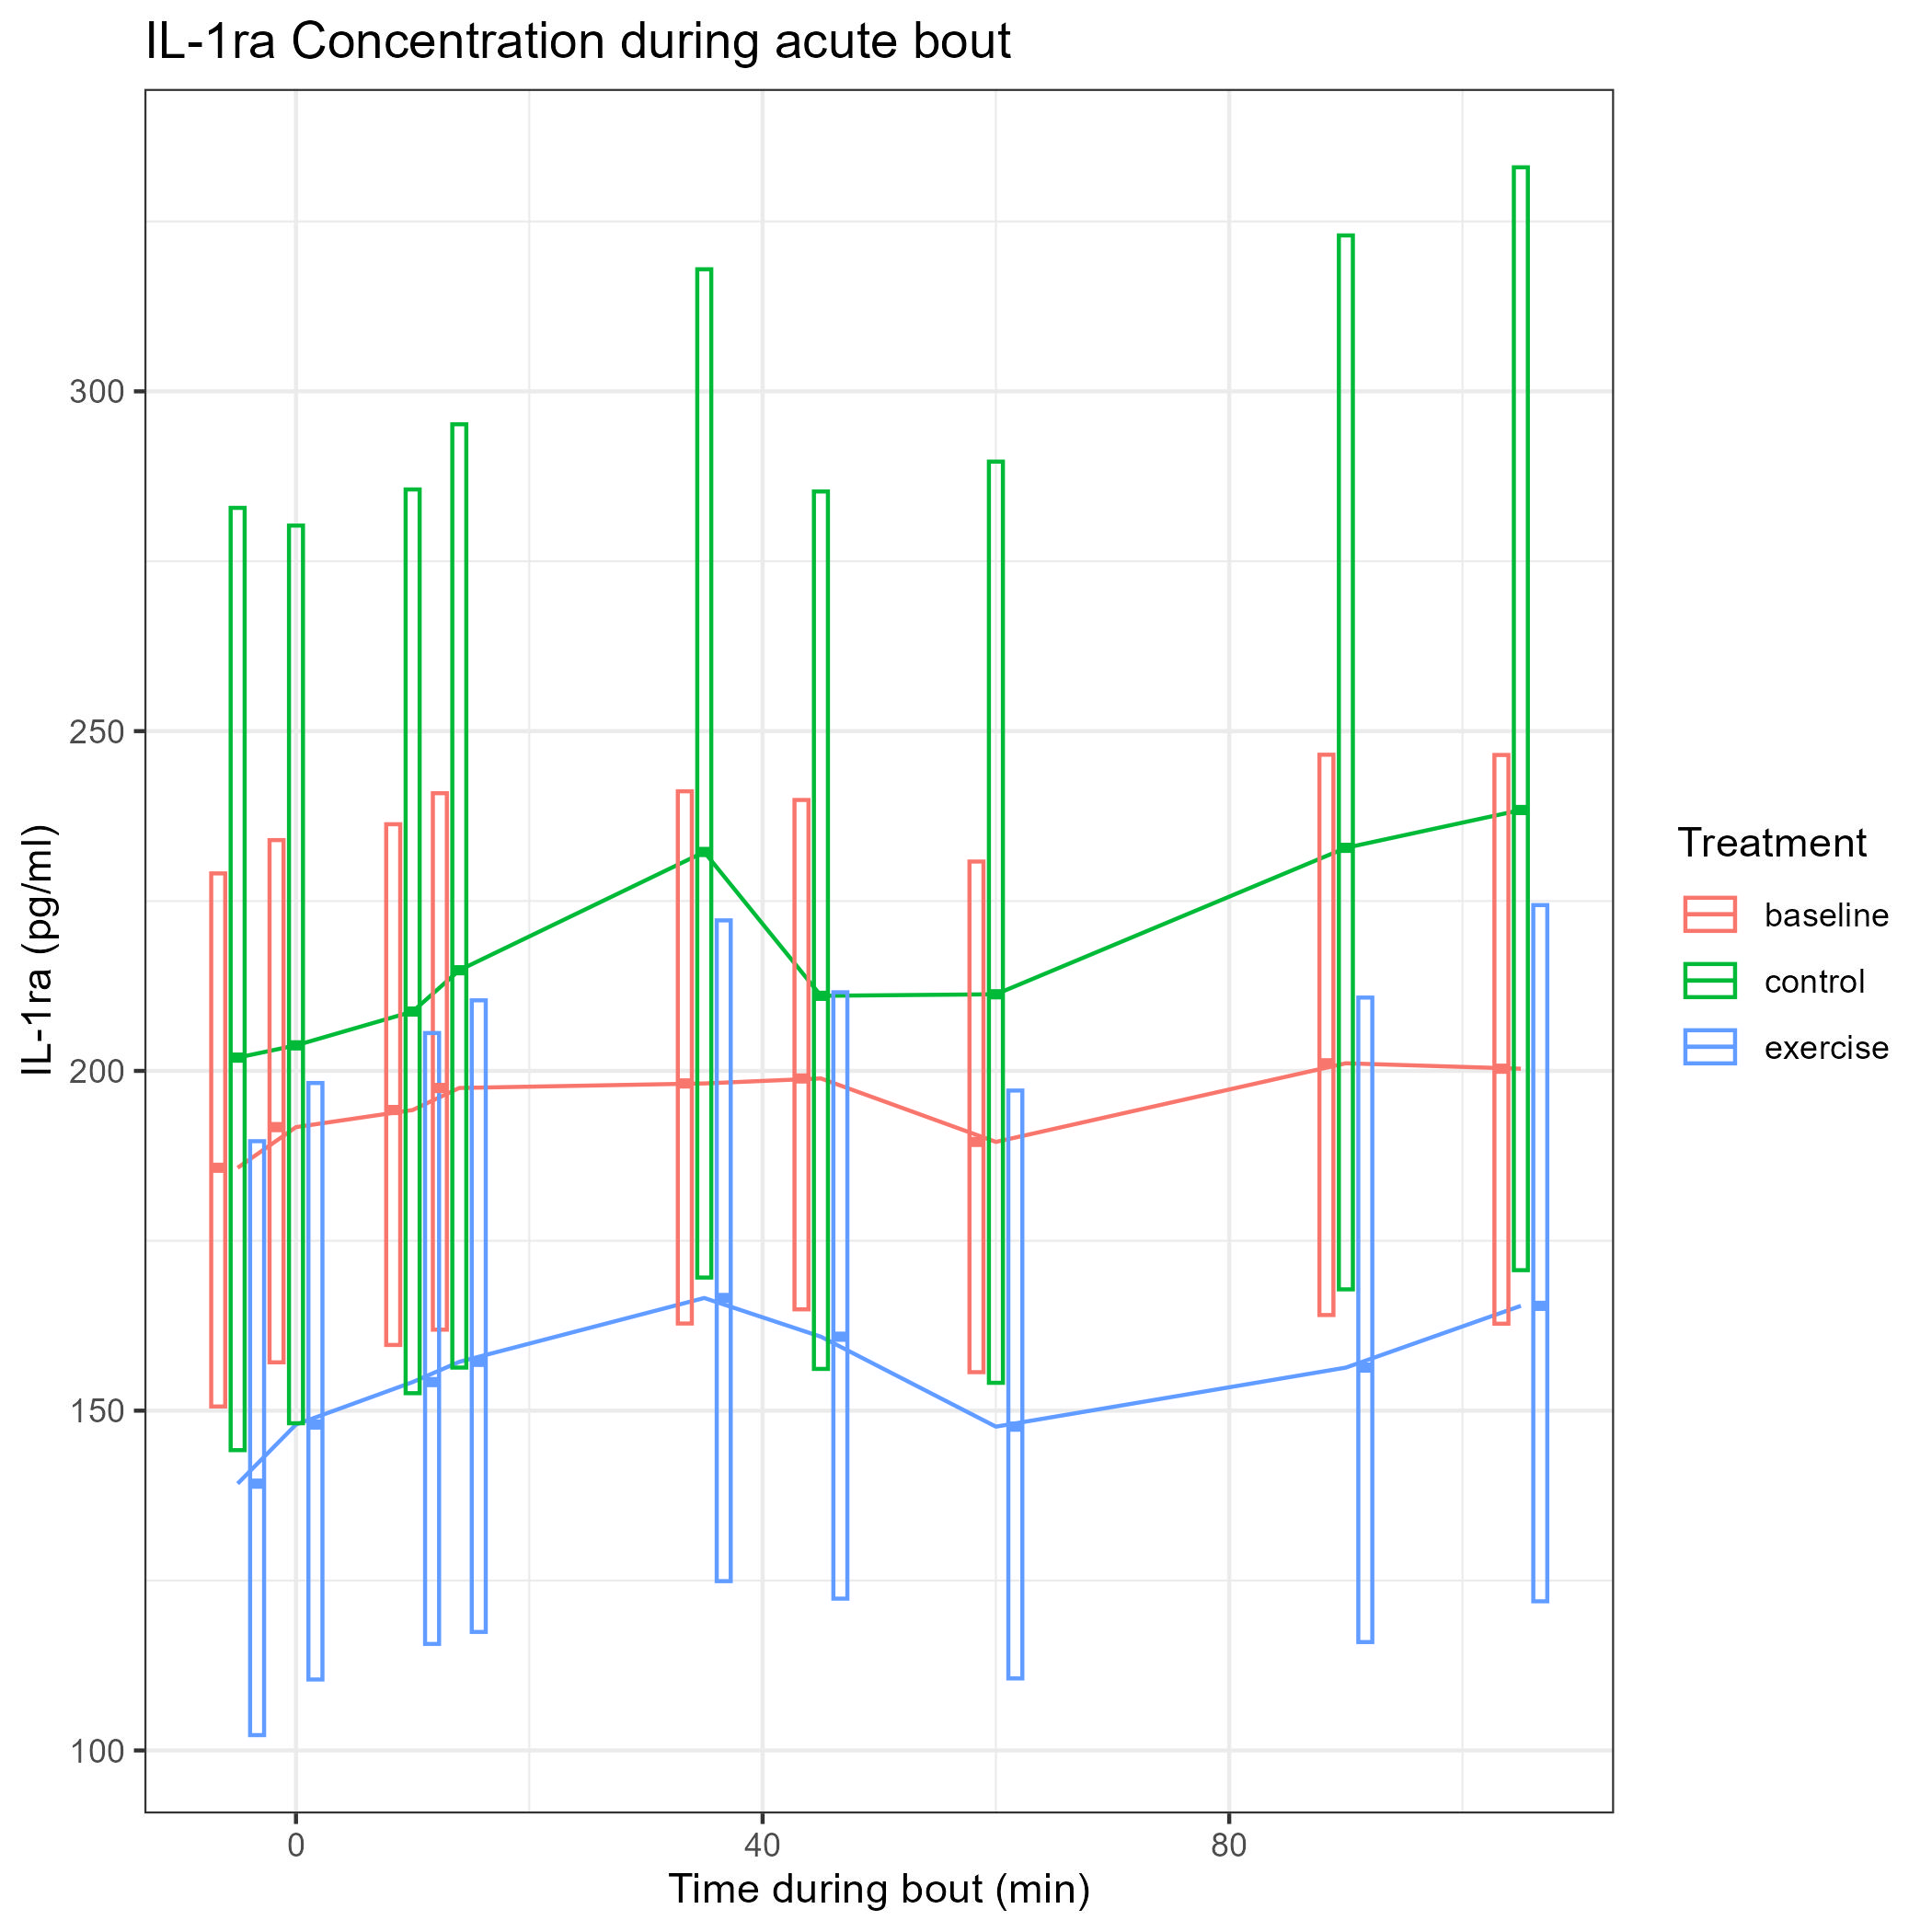 IL-1ra Concentration during acute bout
IL-1ra (pg/ml)
300
250
200
150
100
0
40
80
Time during bout (min)
Treatment
baseline
control
exercise